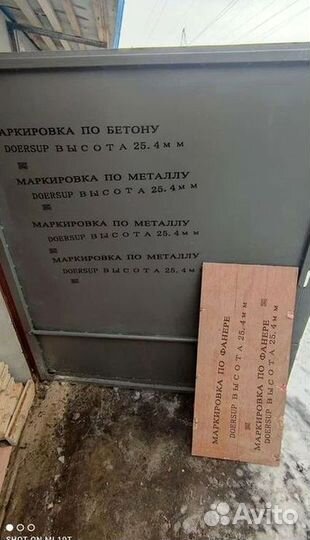 АРКИРОВКА ПО БЕТОНУ
DOERSUP ВЫСОТА 25.4мм
МАРКИРОВКА ПО МЕТАЛЛУ
DOERSUP ВЫСОТА 25.4мм
МАРКИРОВКА ПО МЕТАЛЛУ
DOERSUP ВЫСОТА 25.4мм
МАРКИРОВКА ПО МЕТАЛЛУ
DOERSUP ВЫСОТА 25.4м
МАРКИРОВКА ПО ФАНЕРЕ
DOERSUP ВЫСОТА 25.4мм
МАРКИРОВКА ПО ФАНЕРЕ
DOERSUP ВЫСОТА 25.4мм
Avito